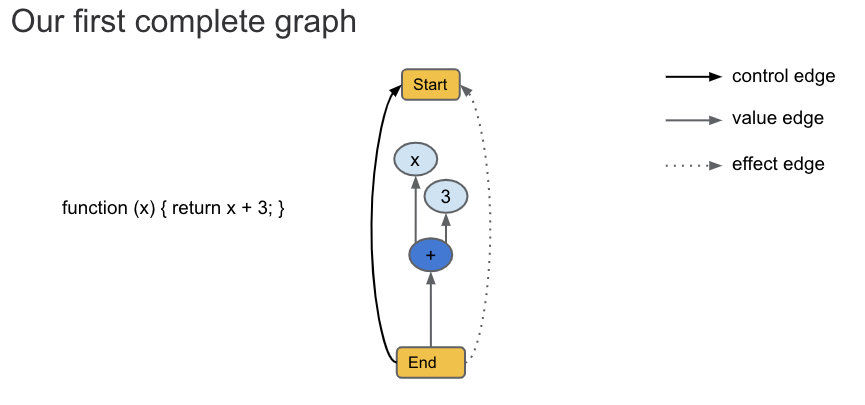 Our first complete graph
Start
control edge
value edge
effect edge
x
3
function (x) { return x + 3; }
+
End